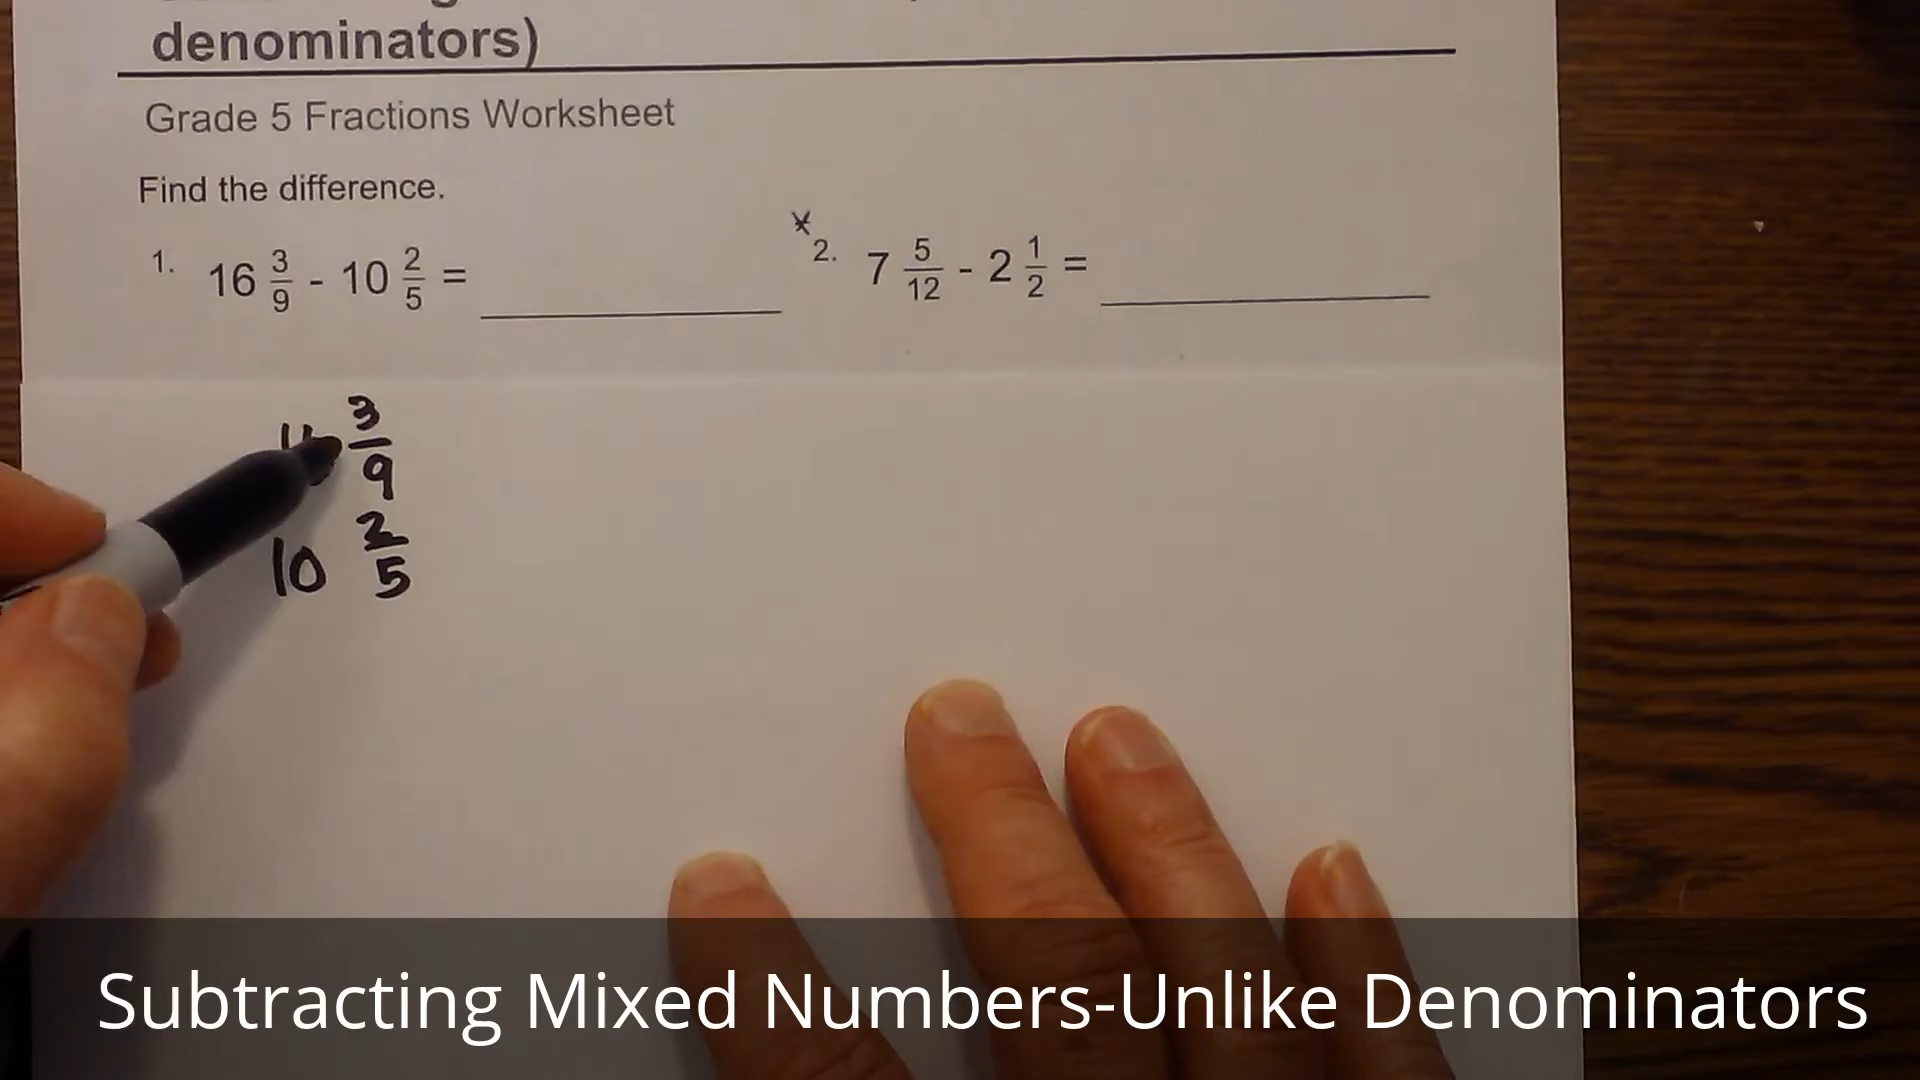 denominators)
Grade 5 Fractions Worksheet
Find the difference.
1. 16 3/9 - 10 2/5 = ____________
* 2. 7 5/12 - 2 1/2 = ____________
3/9
10 2/5
Subtracting Mixed Numbers-Unlike Denominators